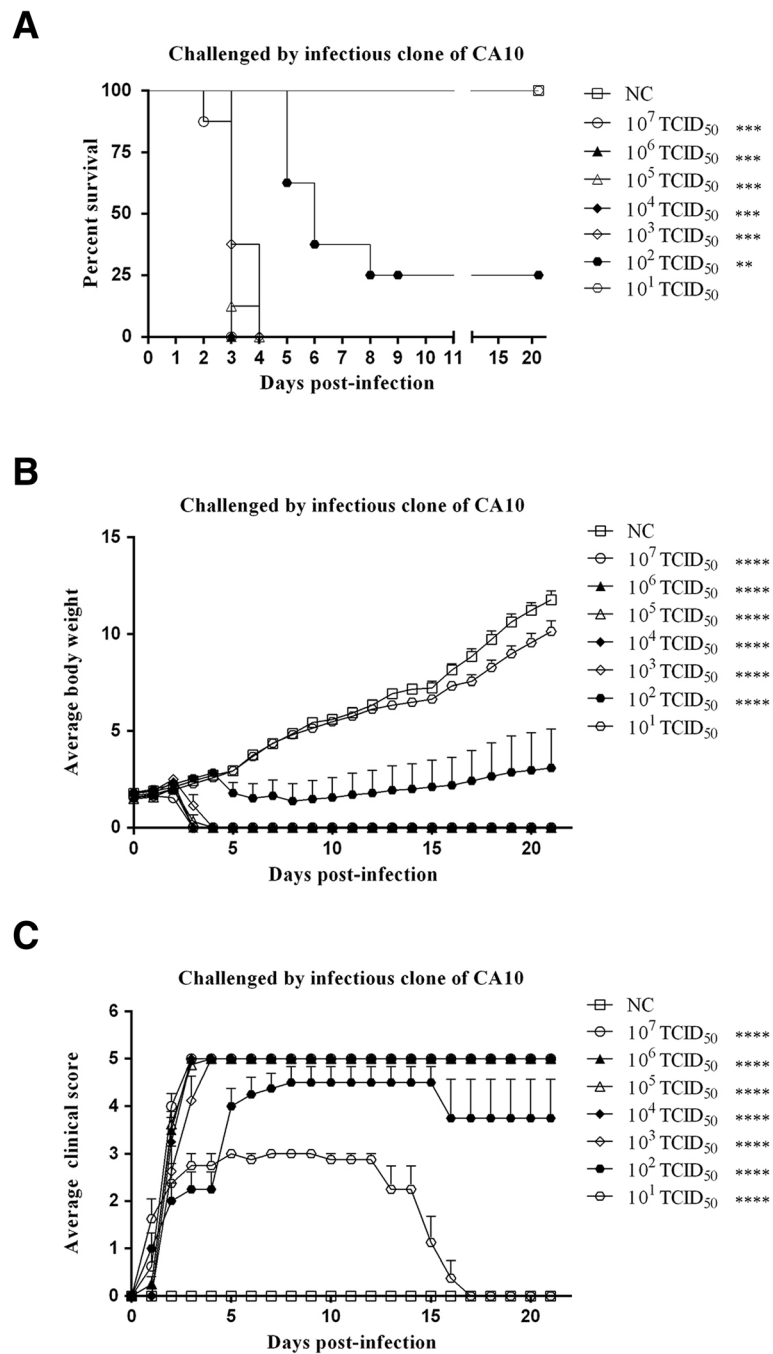 A
Challenged by infectious clone of CA10
Percent survival
100
75
50
25
0
0 1 2 3 4 5 6 7 8 9 10 11 15 20
Days post-infection
NC
10⁷ TCID₅₀ ***
10⁶ TCID₅₀ ***
10⁵ TCID₅₀ ***
10⁴ TCID₅₀ ***
10³ TCID₅₀ ***
10² TCID₅₀ **
10¹ TCID₅₀
B
Challenged by infectious clone of CA10
Average body weight
15
10
5
0
0 5 10 15 20
Days post-infection
NC
10⁷ TCID₅₀ ****
10⁶ TCID₅₀ ****
10⁵ TCID₅₀ ****
10⁴ TCID₅₀ ****
10³ TCID₅₀ ****
10² TCID₅₀ ****
10¹ TCID₅₀
C
Challenged by infectious clone of CA10
Average clinical score
6
5
4
3
2
1
0
0 5 10 15 20
Days post-infection
NC
10⁷ TCID₅₀ ****
10⁶ TCID₅₀ ****
10⁵ TCID₅₀ ****
10⁴ TCID₅₀ ****
10³ TCID₅₀ ****
10² TCID₅₀ ****
10¹ TCID₅₀ ****